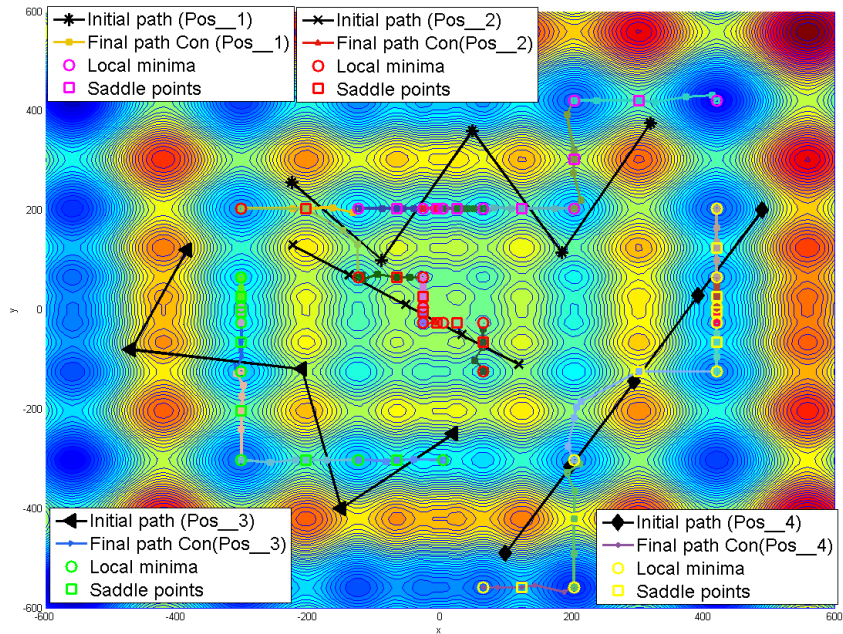 600
400
200
0
-200
-400
-600
y
-600
-400
-200
0
200
400
600
x
Initial path (Pos__1)
Final path Con (Pos__1)
Local minima
Saddle points
Initial path (Pos__2)
Final path Con(Pos__2)
Local minima
Saddle points
Initial path (Pos__3)
Final path Con(Pos__3)
Local minima
Saddle points
Initial path (Pos__4)
Final path Con(Pos__4)
Local minima
Saddle points